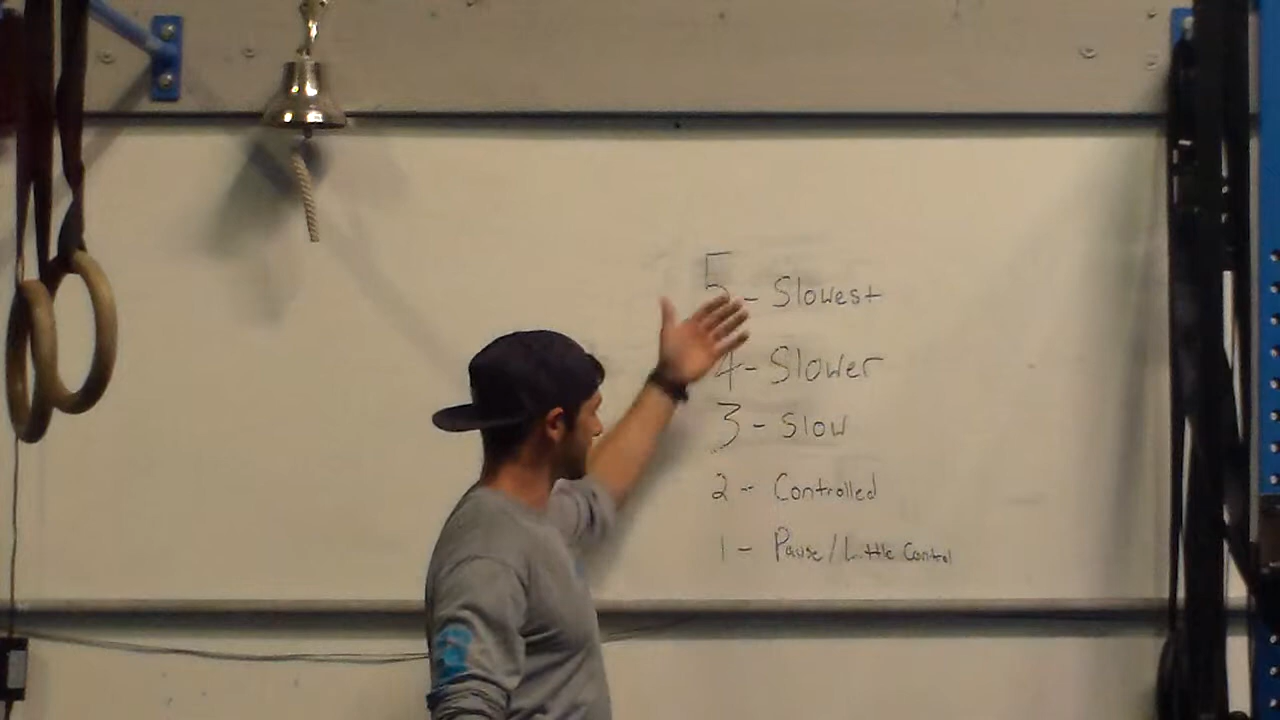 5 - Slowest
4 - Slower
3 - Slow
2 - Controlled
1 - Pause / Little Control